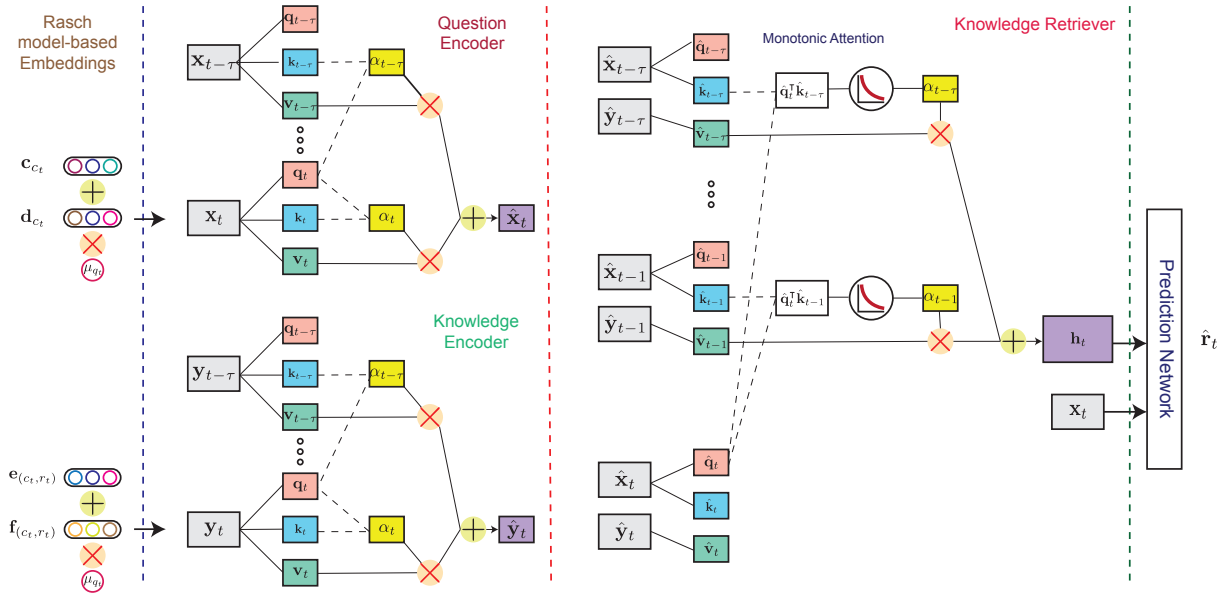 Rasch
model-based
Embeddings
c_{c_t}
d_{c_t}
μ_{q_t}
e_{(c_t,r_t)}
f_{(c_t,r_t)}
μ_{q_t}
Question
Encoder
x_{t−τ}
q_{t−τ}
k_{t−τ}
v_{t−τ}
α_{t−τ}
x_t
q_t
k_t
v_t
α_t
x̂_t
Knowledge
Encoder
y_{t−τ}
q_{t−τ}
k_{t−τ}
v_{t−τ}
α_{t−τ}
y_t
q_t
k_t
v_t
α_t
ŷ_t
Knowledge Retriever
Monotonic Attention
x̂_{t−τ}
ŷ_{t−τ}
q̂_{t−τ}
k̂_{t−τ}
v̂_{t−τ}
q̂_t^⊤k̂_{t−τ}
α_{t−τ}
x̂_{t−1}
ŷ_{t−1}
q̂_{t−1}
k̂_{t−1}
v̂_{t−1}
q̂_t^⊤k̂_{t−1}
α_{t−1}
x̂_t
ŷ_t
q̂_t
k̂_t
v̂_t
h_t
x_t
Prediction Network
r̂_t